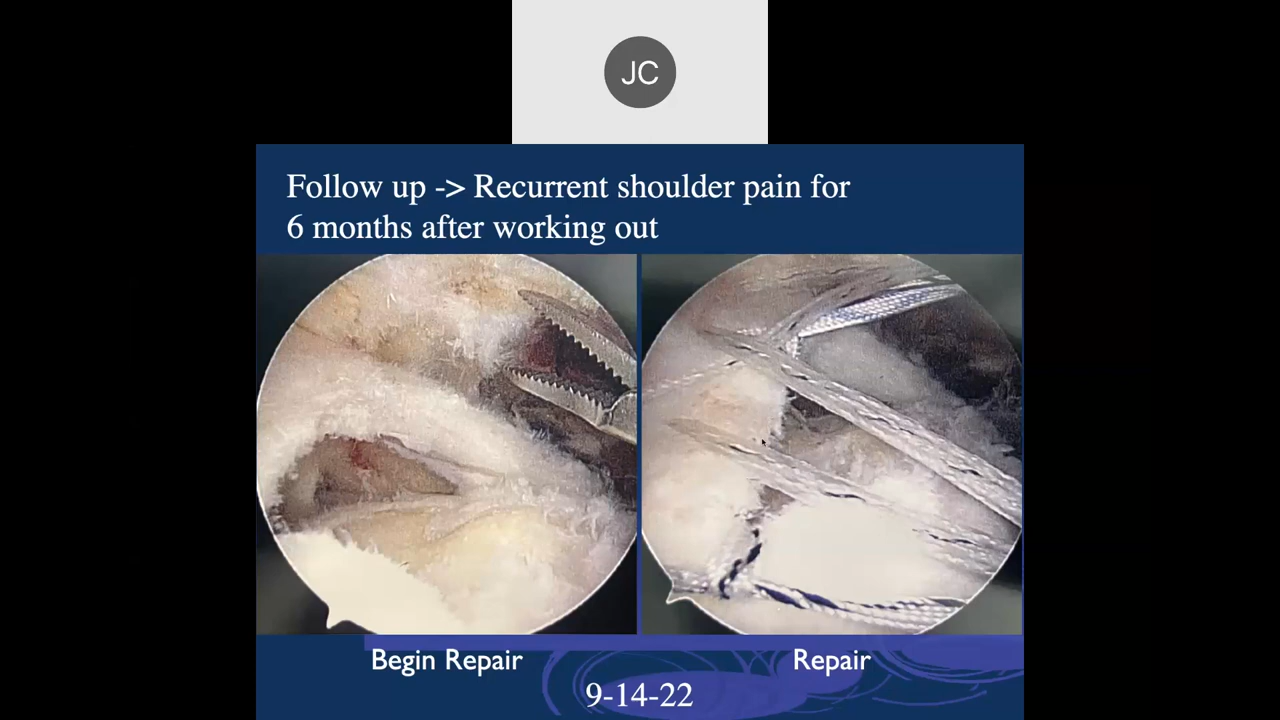 JC
Follow up -> Recurrent shoulder pain for
6 months after working out
Begin Repair
Repair
9-14-22